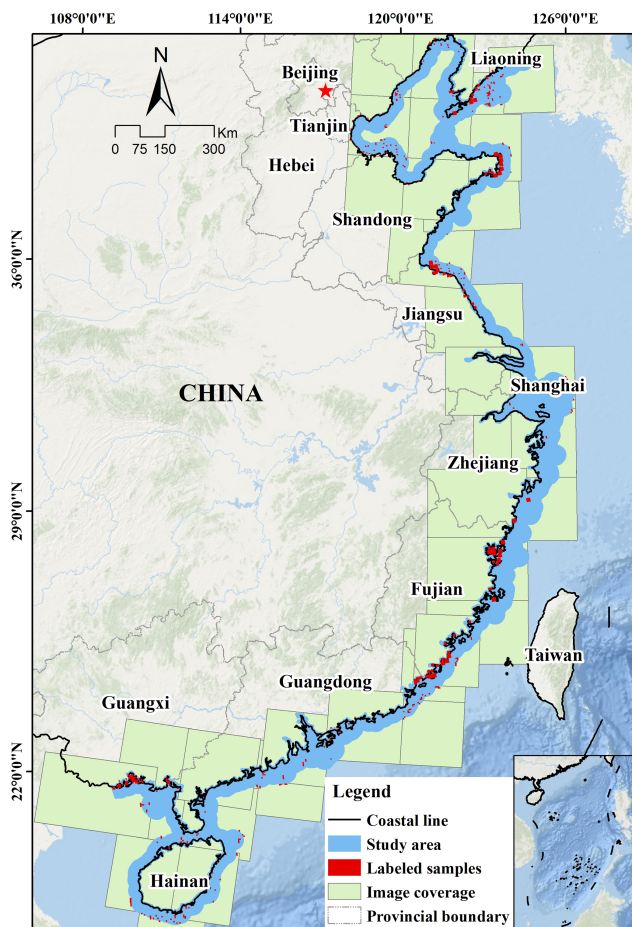 108°0'0"E
114°0'0"E
120°0'0"E
126°0'0"E
N
0 75 150 300
Km
Beijing
Liaoning
Tianjin
Hebei
Shandong
36°0'0"N
Jiangsu
Shanghai
CHINA
Zhejiang
29°0'0"N
Fujian
Taiwan
Guangdong
Guangxi
22°0'0"N
Hainan
Legend
Coastal line
Study area
Labeled samples
Image coverage
Provincial boundary